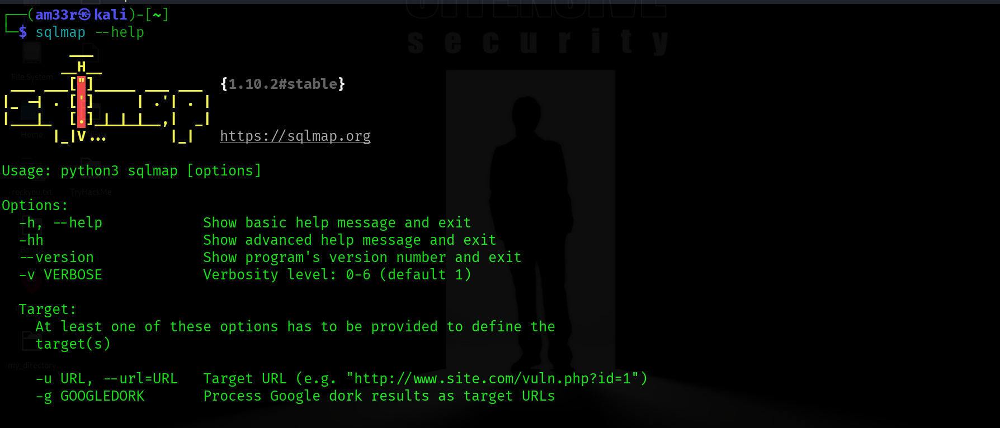 OFFENSIVE
security
┌──(am33r㉿kali)-[~]
└─$ sqlmap --help
        ___
       __H__
 ___ ___["]_____ ___ ___  {1.10.2#stable}
|_ -| . [']     | .'| . |
|___|_  [.]_|_|_|__,|  _|
      |_|V...       |_|   https://sqlmap.org
Usage: python3 sqlmap [options]
Options:
  -h, --help            Show basic help message and exit
  -hh                   Show advanced help message and exit
  --version             Show program's version number and exit
  -v VERBOSE            Verbosity level: 0-6 (default 1)
  Target:
    At least one of these options has to be provided to define the
    target(s)
    -u URL, --url=URL   Target URL (e.g. "http://www.site.com/vuln.php?id=1")
    -g GOOGLEDORK       Process Google dork results as target URLs
File System
Home
rockyou.txt
TryHackMe
my_directory